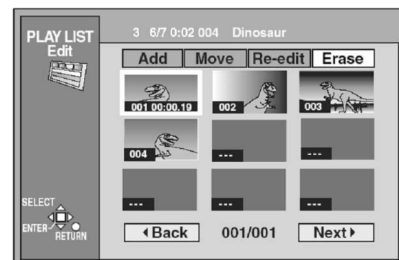 PLAY LIST
Edit
3 6/7 0:02 004 Dinosaur
Add Move Re-edit Erase
001 00:00.19 002 003
004 --- ---
--- --- ---
SELECT
ENTER
RETURN
Back 001/001 Next